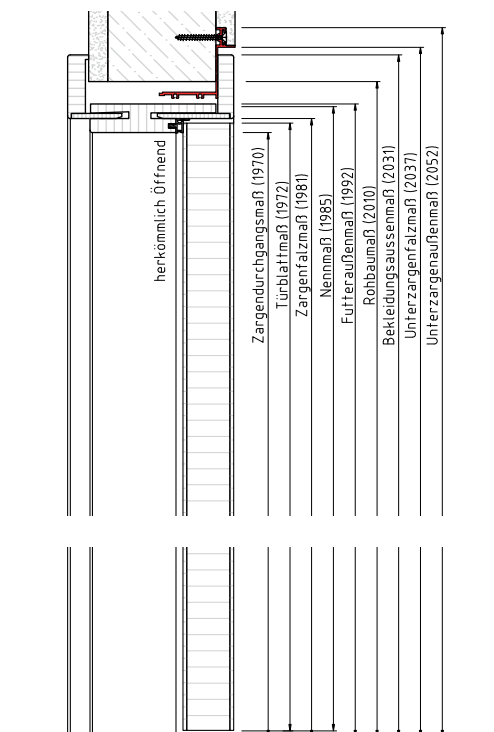 herkömmlich Öffnend
Zargendurchgangsmaß (1970)
Türblattmaß (1972)
Zargenfalzmaß (1981)
Nennmaß (1985)
Futteraußenmaß (1992)
Rohbaumaß (2010)
Bekleidungsaussenmaß (2031)
Unterzargenfalzmaß (2037)
Unterzargenaußenmaß (2052)